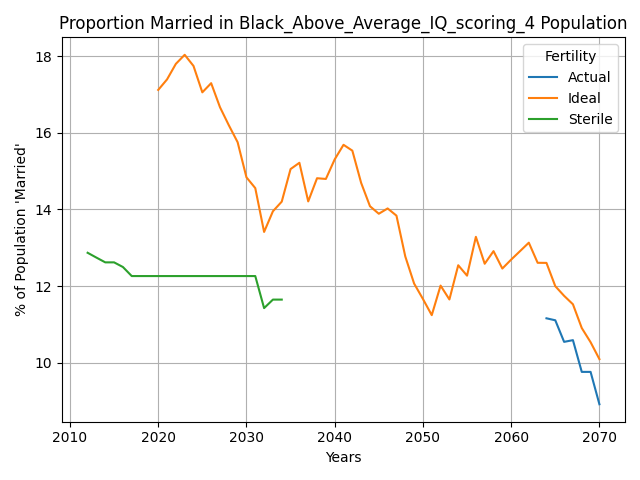 Proportion Married in Black_Above_Average_IQ_scoring_4 Population
Fertility
Actual
Ideal
Sterile
% of Population 'Married'
18
16
14
12
10
2010 2020 2030 2040 2050 2060 2070
Years